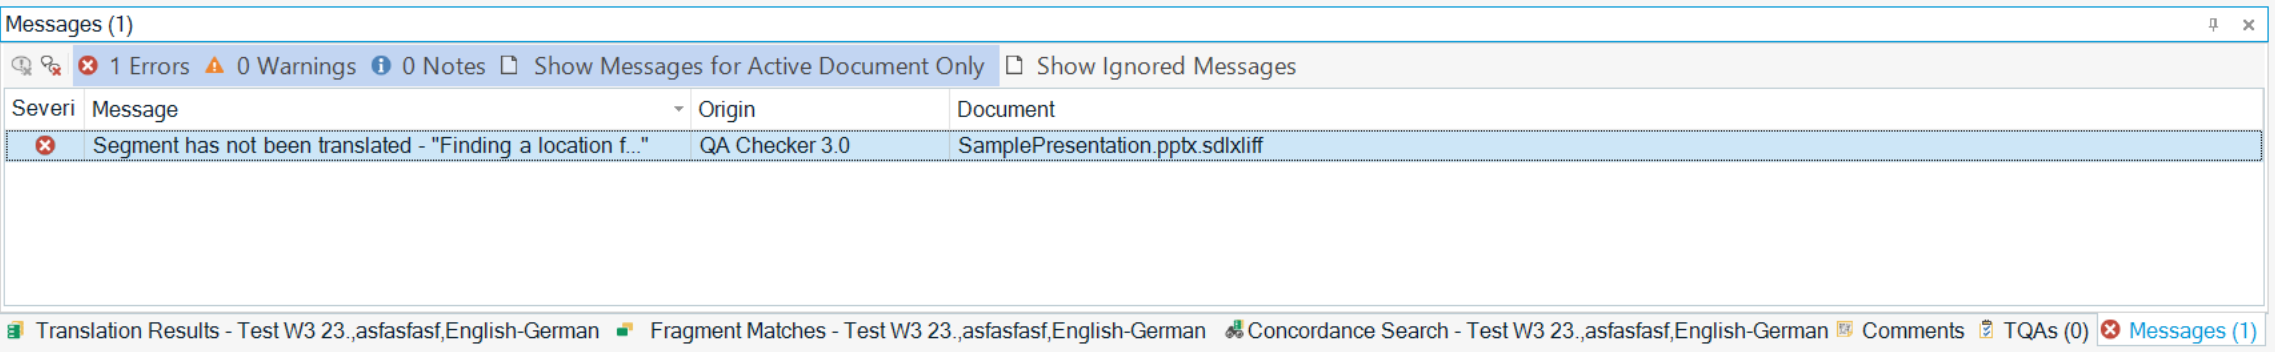 Messages (1)
1 Errors 0 Warnings 0 Notes Show Messages for Active Document Only Show Ignored Messages
Severi Message Origin Document
Segment has not been translated - "Finding a location f..." QA Checker 3.0 SamplePresentation.pptx.sdlxliff
Translation Results - Test W3 23.,asfasfasf,English-German Fragment Matches - Test W3 23.,asfasfasf,English-German Concordance Search - Test W3 23.,asfasfasf,English-German Comments TQAs (0) Messages (1)